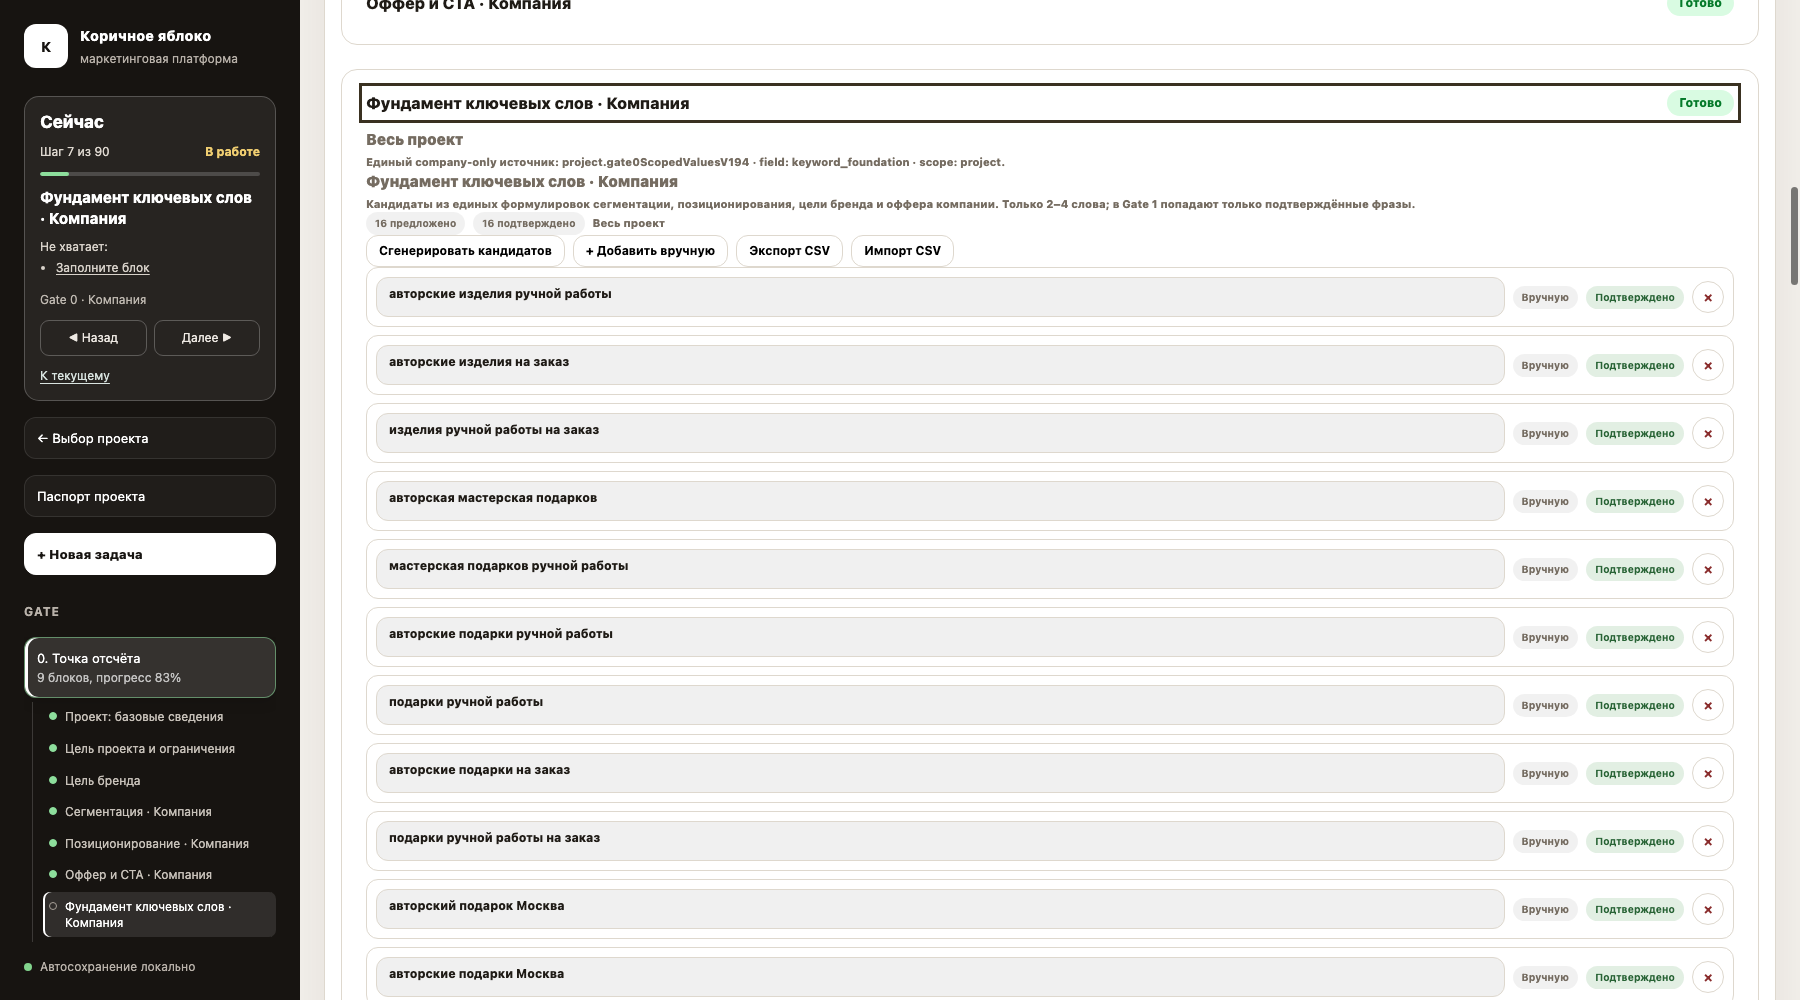 К
Коричное яблоко
маркетинговая платформа
Сейчас
Шаг 7 из 90
В работе
Фундамент ключевых слов
· Компания
Не хватает:
• Заполните блок
Gate 0 · Компания
◄ Назад
Далее ►
К текущему
← Выбор проекта
Паспорт проекта
+ Новая задача
GATE
0. Точка отсчёта
9 блоков, прогресс 83%
Проект: базовые сведения
Цель проекта и ограничения
Цель бренда
Сегментация · Компания
Позиционирование · Компания
Оффер и CTA · Компания
Фундамент ключевых слов ·
Компания
Автосохранение локально
Оффер и CTA · Компания
Готово
Фундамент ключевых слов · Компания
Готово
Весь проект
Единый company-only источник: project.gate0ScopedValuesV194 · field: keyword_foundation · scope: project.
Фундамент ключевых слов · Компания
Кандидаты из единых формулировок сегментации, позиционирования, цели бренда и оффера компании. Только 2–4 слова; в Gate 1 попадают только подтверждённые фразы.
16 предложено
16 подтверждено
Весь проект
Сгенерировать кандидатов
+ Добавить вручную
Экспорт CSV
Импорт CSV
авторские изделия ручной работы
Вручную
Подтверждено
×
авторские изделия на заказ
Вручную
Подтверждено
×
изделия ручной работы на заказ
Вручную
Подтверждено
×
авторская мастерская подарков
Вручную
Подтверждено
×
мастерская подарков ручной работы
Вручную
Подтверждено
×
авторские подарки ручной работы
Вручную
Подтверждено
×
подарки ручной работы
Вручную
Подтверждено
×
авторские подарки на заказ
Вручную
Подтверждено
×
подарки ручной работы на заказ
Вручную
Подтверждено
×
авторский подарок Москва
Вручную
Подтверждено
×
авторские подарки Москва
Вручную
Подтверждено
×